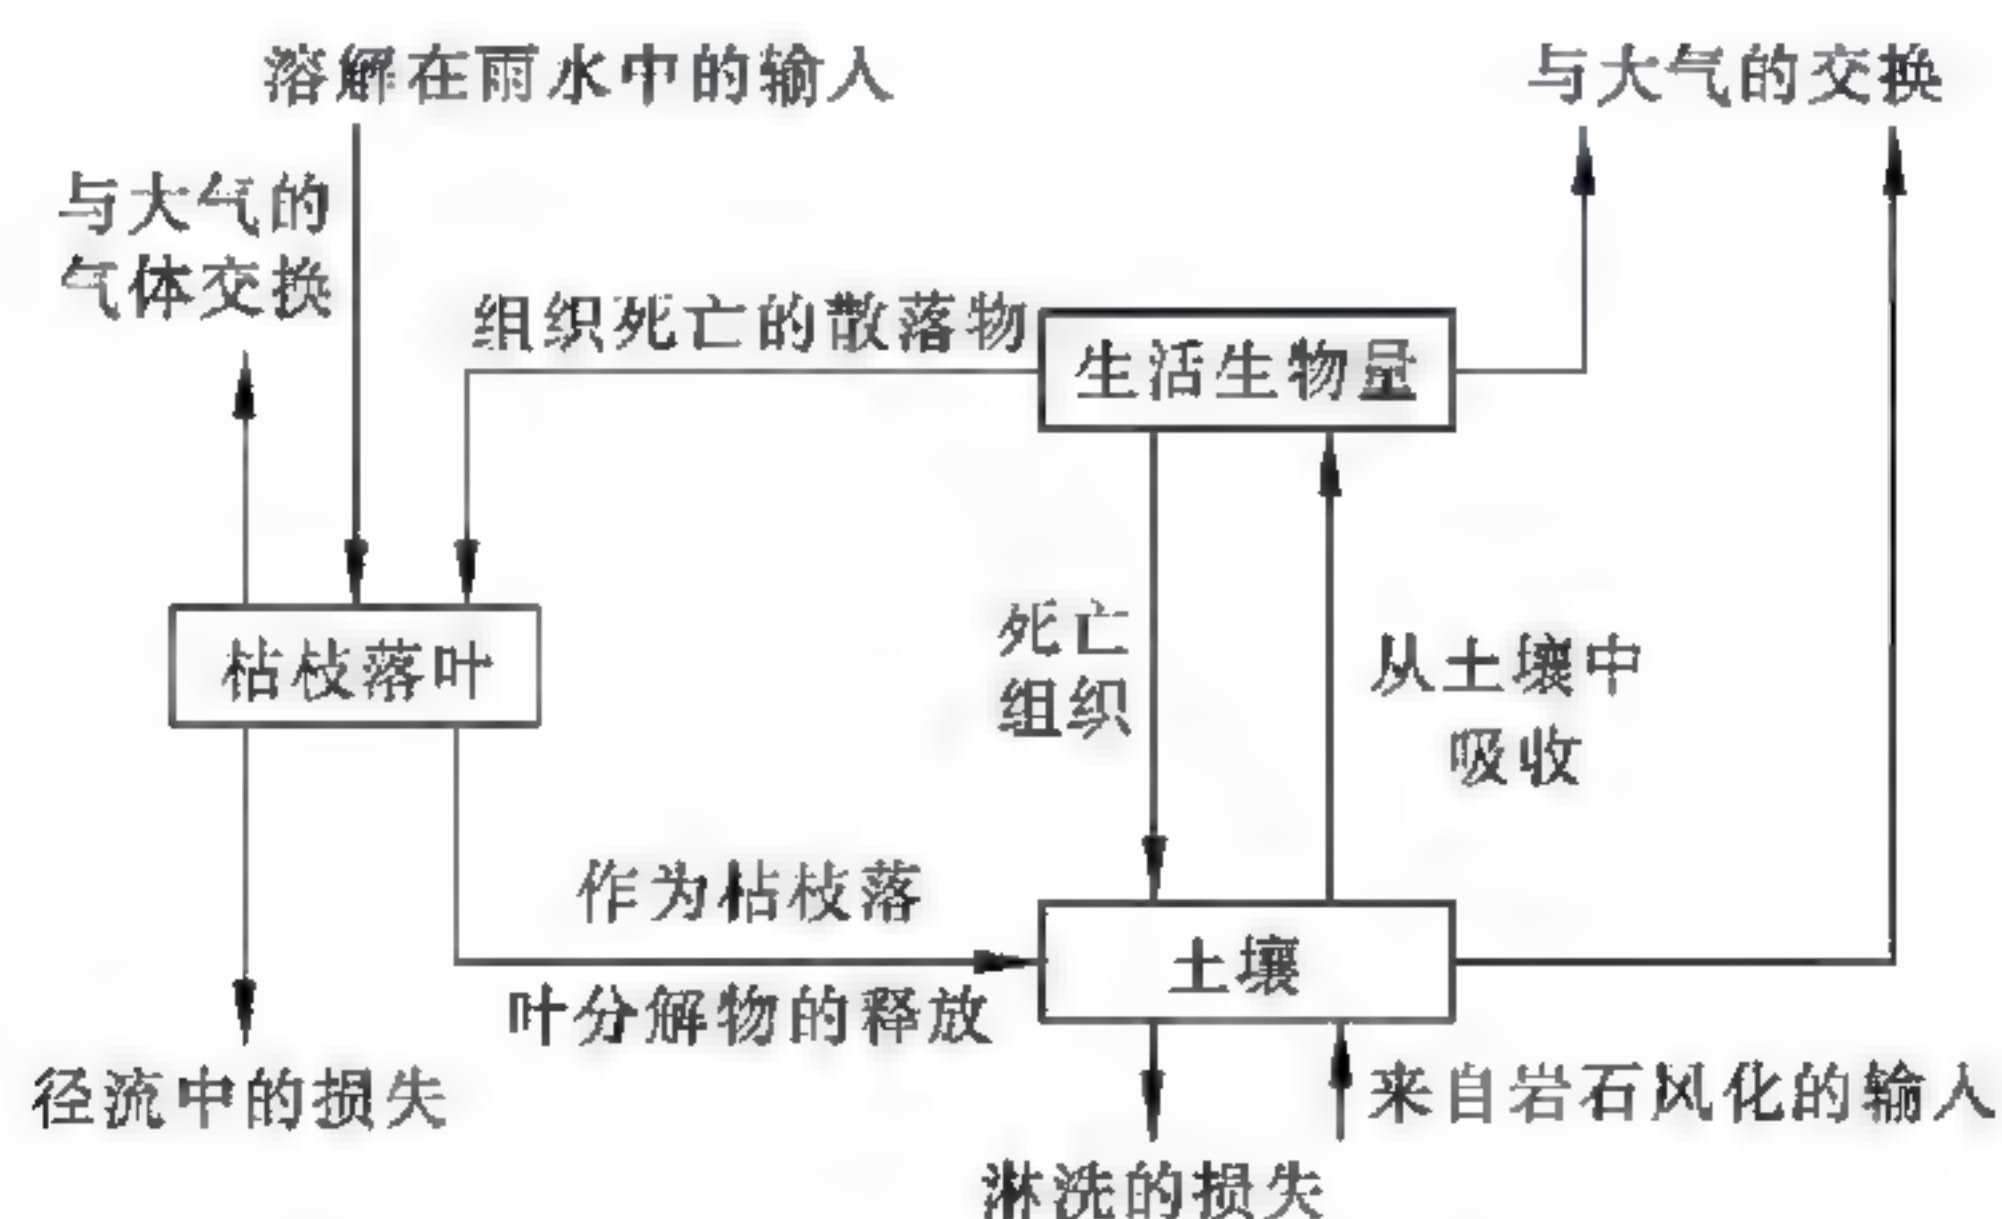 溶解在雨水中的输入
与大气的交换
与大气的
气体交换
组织死亡的散落物
生活生物量
枯枝落叶
死亡
组织
从土壤中
吸收
作为枯枝落
叶分解物的释放
土壤
径流中的损失
来自岩石风化的输入
淋洗的损失